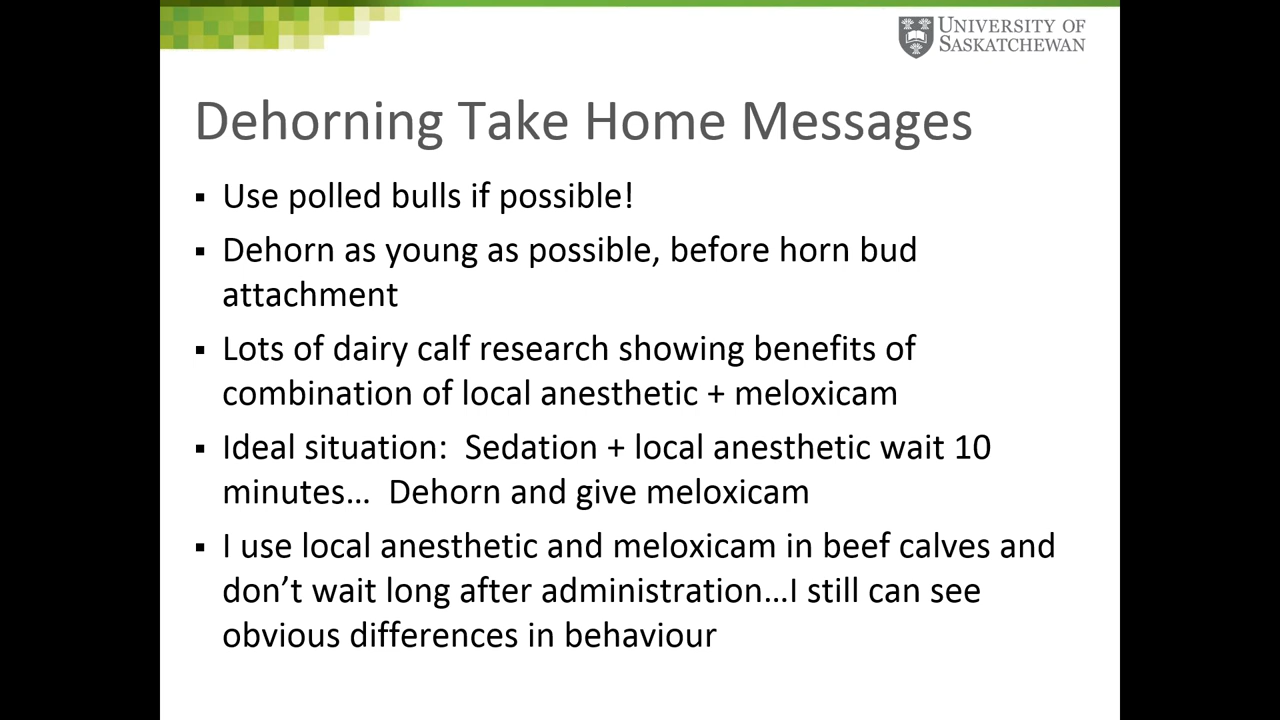 UNIVERSITY OF
SASKATCHEWAN
Dehorning Take Home Messages
▪ Use polled bulls if possible!
▪ Dehorn as young as possible, before horn bud
attachment
▪ Lots of dairy calf research showing benefits of
combination of local anesthetic + meloxicam
▪ Ideal situation:  Sedation + local anesthetic wait 10
minutes…  Dehorn and give meloxicam
▪ I use local anesthetic and meloxicam in beef calves and
don’t wait long after administration…I still can see
obvious differences in behaviour